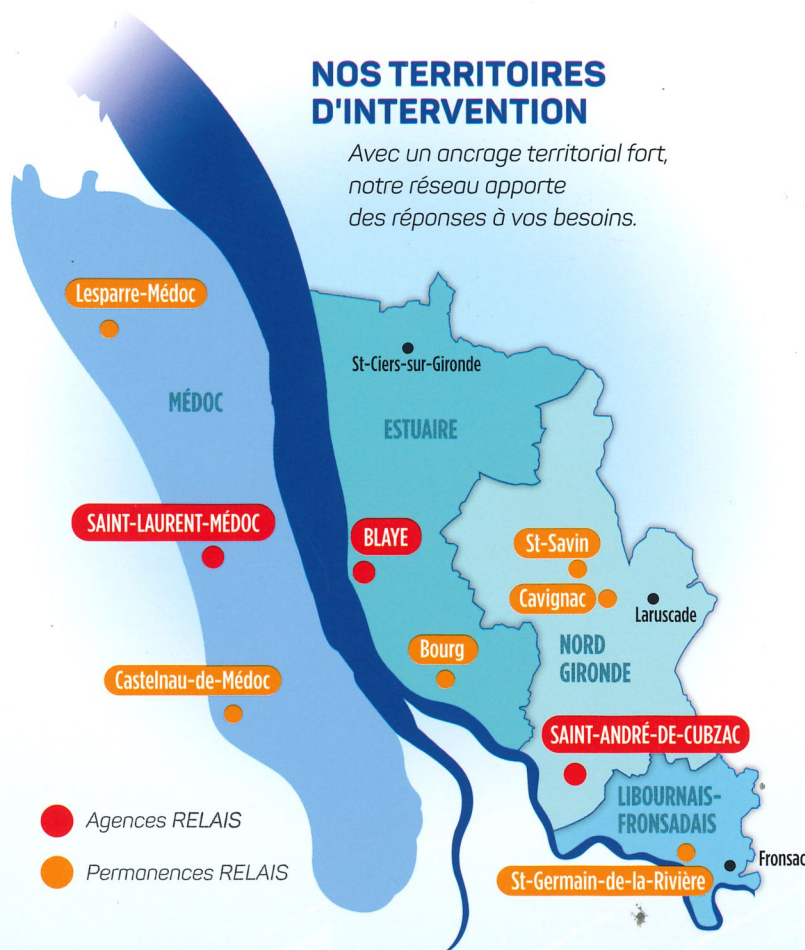 NOS TERRITOIRES
D'INTERVENTION
Avec un ancrage territorial fort,
notre réseau apporte
des réponses à vos besoins.
Lesparre-Médoc
St-Ciers-sur-Gironde
MÉDOC
ESTUAIRE
SAINT-LAURENT-MÉDOC
BLAYE
St-Savin
Cavignac
Laruscade
Bourg
NORD
GIRONDE
Castelnau-de-Médoc
SAINT-ANDRÉ-DE-CUBZAC
LIBOURNAIS-
FRONSADAIS
Agences RELAIS
Fronsac
Permanences RELAIS
St-Germain-de-la-Rivière